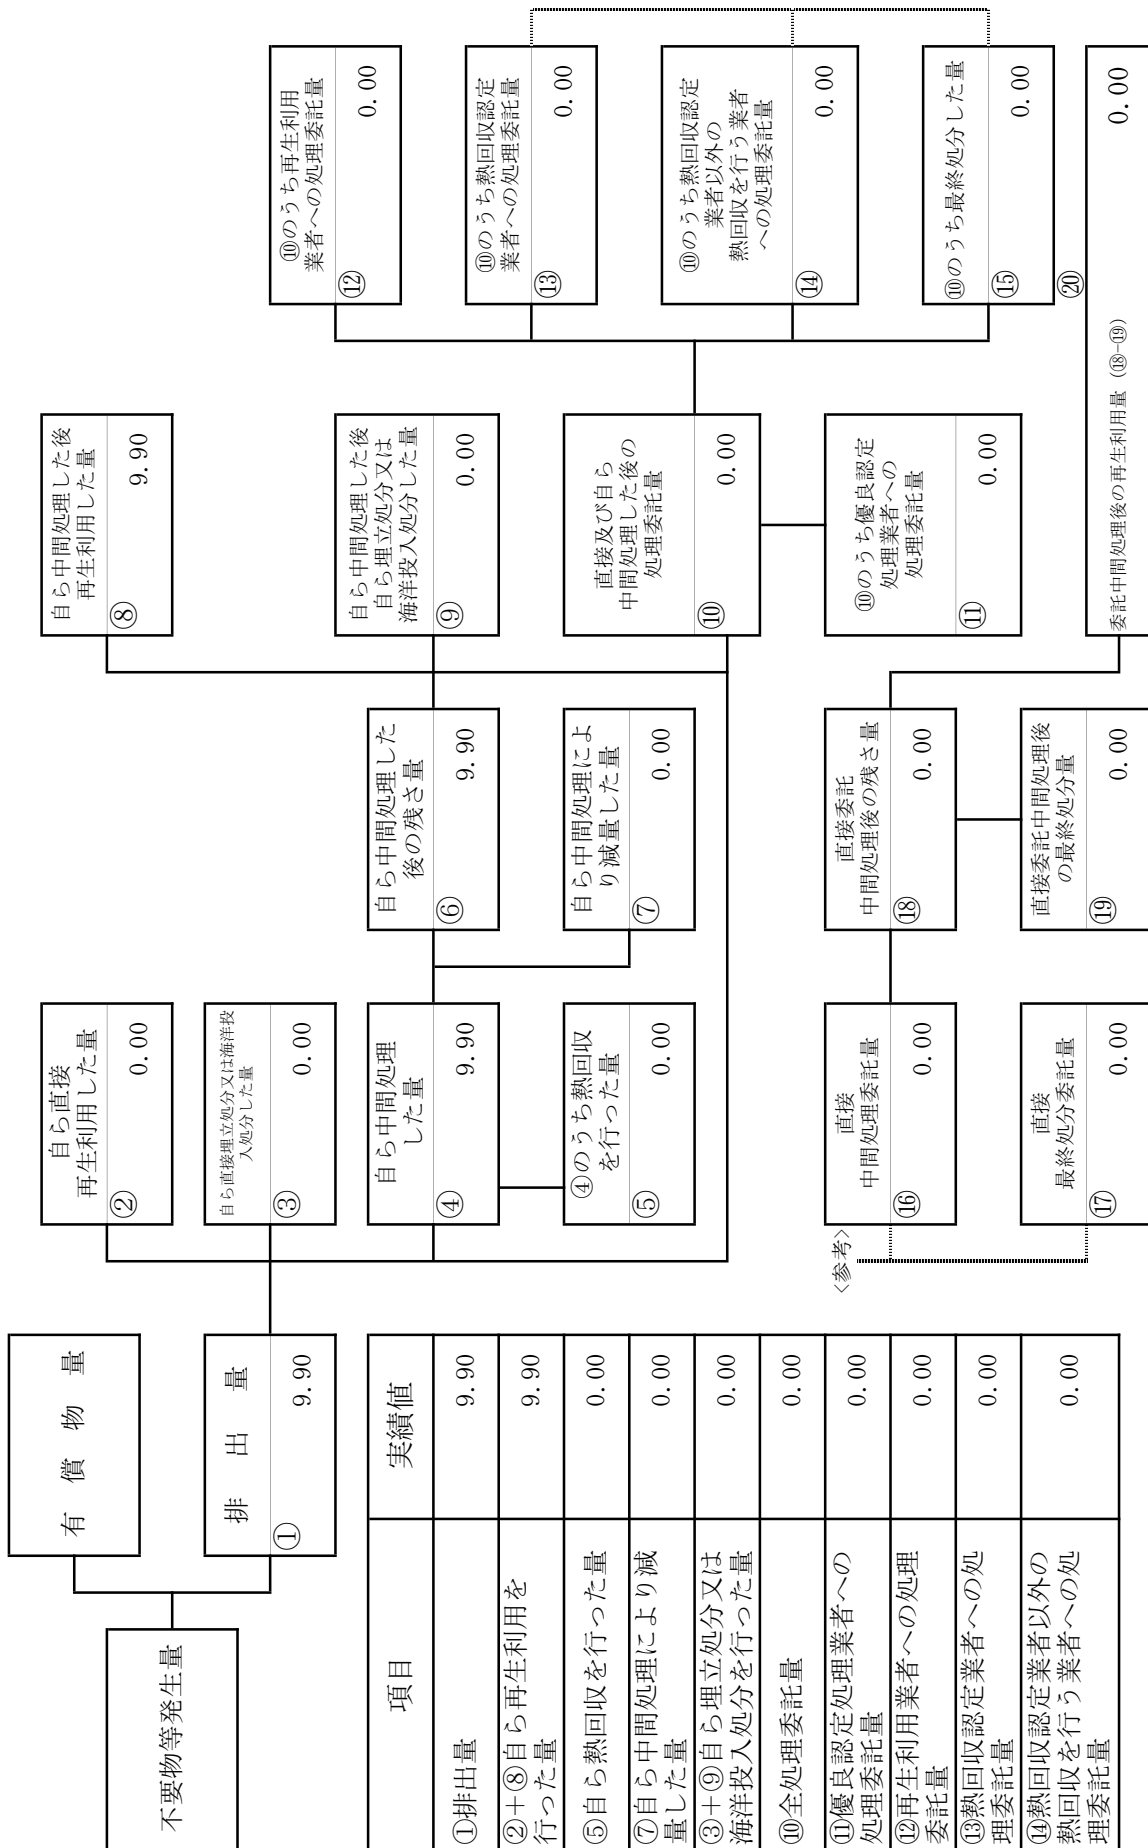 不要物等発生量
有償物量
排出量
①
9.90
自ら直接
再生利用した量
②
0.00
自ら直接埋立処分又は海洋投
入処分した量
③
0.00
自ら中間処理
した量
④
9.90
④のうち熱回収
を行った量
⑤
0.00
自ら中間処理した
後の残さ量
⑥
9.90
自ら中間処理によ
り減量した量
⑦
0.00
自ら中間処理した後
再生利用した量
⑧
9.90
自ら中間処理した後
自ら埋立処分又は
海洋投入処分した量
⑨
0.00
直接及び自ら
中間処理した後の
処理委託量
⑩
0.00
⑩のうち優良認定
処理業者への
処理委託量
⑪
0.00
⑩のうち再生利用
業者への処理委託量
⑫
0.00
⑩のうち熱回収認定
業者への処理委託量
⑬
0.00
⑩のうち熱回収認定
業者以外の
熱回収を行う業者
への処理委託量
⑭
0.00
⑩のうち最終処分した量
⑮
0.00
<参考>
直接
中間処理委託量
⑯
0.00
直接
最終処分委託量
⑰
0.00
直接委託
中間処理後の残さ量
⑱
0.00
直接委託中間処理後
の最終処分量
⑲
0.00
⑳
委託中間処理後の再生利用量（⑱-⑲）
0.00
項目 実績値
①排出量 9.90
②＋⑧自ら再生利用を
行った量 9.90
⑤自ら熱回収を行った量 0.00
⑦自ら中間処理により減
量した量 0.00
③＋⑨自ら埋立処分又は
海洋投入処分を行った量 0.00
⑩全処理委託量 0.00
⑪優良認定処理業者への
処理委託量 0.00
⑫再生利用業者への処理
委託量 0.00
⑬熱回収認定業者への処
理委託量 0.00
⑭熱回収認定業者以外の
熱回収を行う業者への処
理委託量 0.00